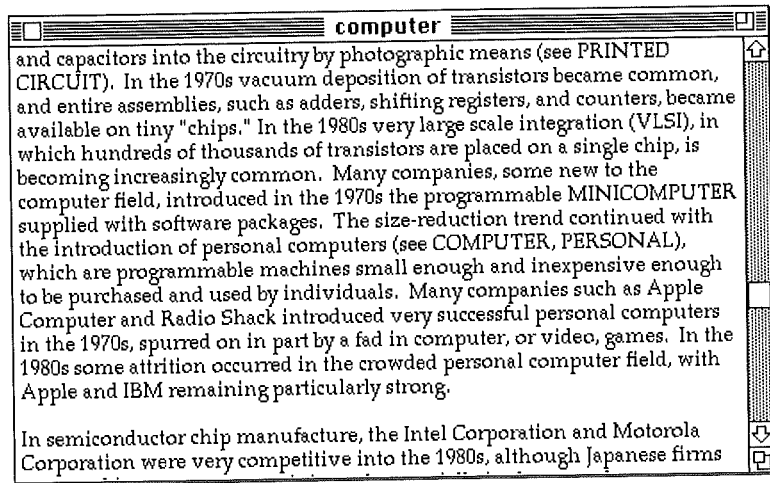 computer
and capacitors into the circuitry by photographic means (see PRINTED
CIRCUIT). In the 1970s vacuum deposition of transistors became common,
and entire assemblies, such as adders, shifting registers, and counters, became
available on tiny "chips." In the 1980s very large scale integration (VLSI), in
which hundreds of thousands of transistors are placed on a single chip, is
becoming increasingly common. Many companies, some new to the
computer field, introduced in the 1970s the programmable MINICOMPUTER
supplied with software packages. The size-reduction trend continued with
the introduction of personal computers (see COMPUTER, PERSONAL),
which are programmable machines small enough and inexpensive enough
to be purchased and used by individuals. Many companies such as Apple
Computer and Radio Shack introduced very successful personal computers
in the 1970s, spurred on in part by a fad in computer, or video, games. In the
1980s some attrition occurred in the crowded personal computer field, with
Apple and IBM remaining particularly strong.
In semiconductor chip manufacture, the Intel Corporation and Motorola
Corporation were very competitive into the 1980s, although Japanese firms